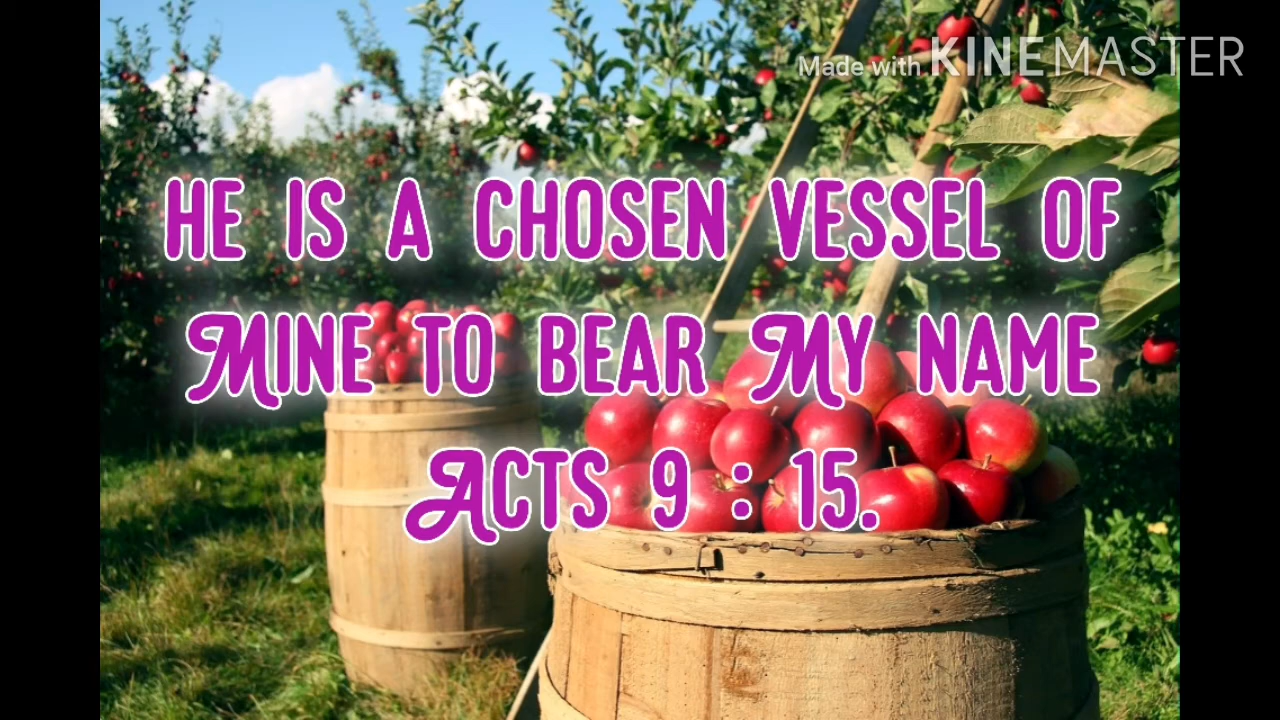 Made with KINEMASTER
HE IS A CHOSEN VESSEL OF
MINE TO BEAR MY NAME
ACTS 9 : 15.